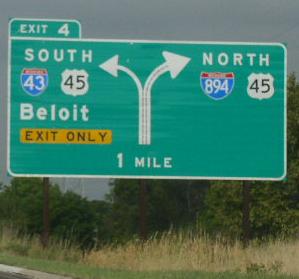 EXIT 4
SOUTH NORTH
43 45 894 45
Beloit
EXIT ONLY
1 MILE